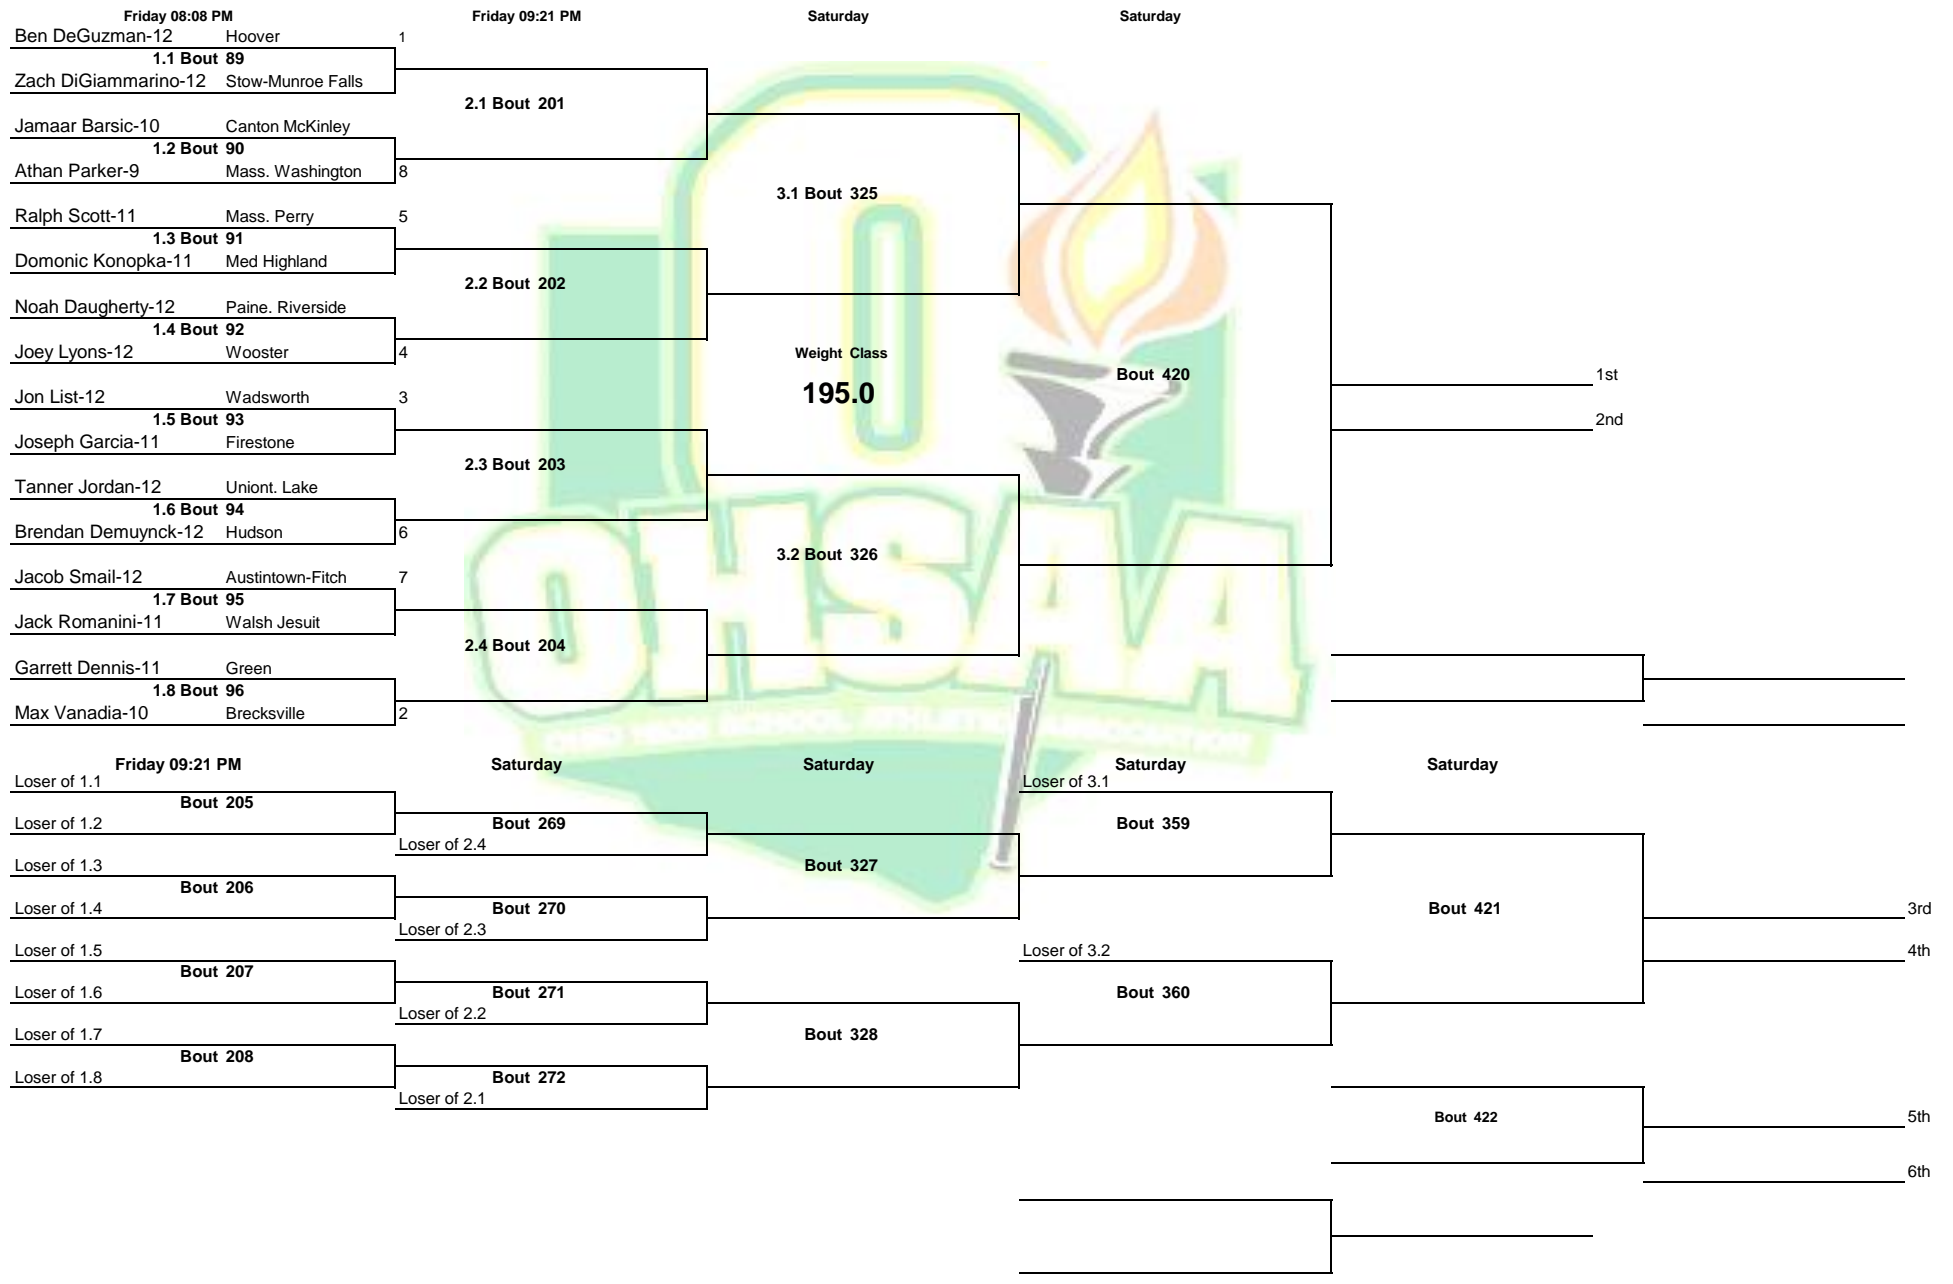 Friday 08:08 PM Friday 09:21 PM Saturday Saturday
Ben DeGuzman-12 Hoover 1
1.1 Bout 89
Zach DiGiammarino-12 Stow-Munroe Falls
2.1 Bout 201
Jamaar Barsic-10 Canton McKinley
1.2 Bout 90
Athan Parker-9 Mass. Washington 8
3.1 Bout 325
Ralph Scott-11 Mass. Perry 5
1.3 Bout 91
Domonic Konopka-11 Med Highland
2.2 Bout 202
Noah Daugherty-12 Paine. Riverside
1.4 Bout 92
Joey Lyons-12 Wooster 4
Weight Class
Bout 420 1st
195.0
Jon List-12 Wadsworth 3
1.5 Bout 93 2nd
Joseph Garcia-11 Firestone
2.3 Bout 203
Tanner Jordan-12 Uniont. Lake
1.6 Bout 94
Brendan Demuynck-12 Hudson 6
3.2 Bout 326
OHSAA
Jacob Smail-12 Austintown-Fitch 7
1.7 Bout 95
Jack Romanini-11 Walsh Jesuit
2.4 Bout 204
Garrett Dennis-11 Green
1.8 Bout 96
Max Vanadia-10 Brecksville 2
OHIO HIGH SCHOOL ATHLETIC ASSOCIATION
Friday 09:21 PM Saturday Saturday Saturday Saturday
Loser of 1.1 Loser of 3.1
Bout 205
Loser of 1.2 Bout 269 Bout 359
Loser of 2.4
Loser of 1.3 Bout 327
Bout 206
Loser of 1.4 Bout 270 Bout 421 3rd
Loser of 2.3
Loser of 1.5 Loser of 3.2 4th
Bout 207
Loser of 1.6 Bout 271 Bout 360
Loser of 2.2
Loser of 1.7 Bout 328
Bout 208
Loser of 1.8 Bout 272
Loser of 2.1
Bout 422 5th
6th